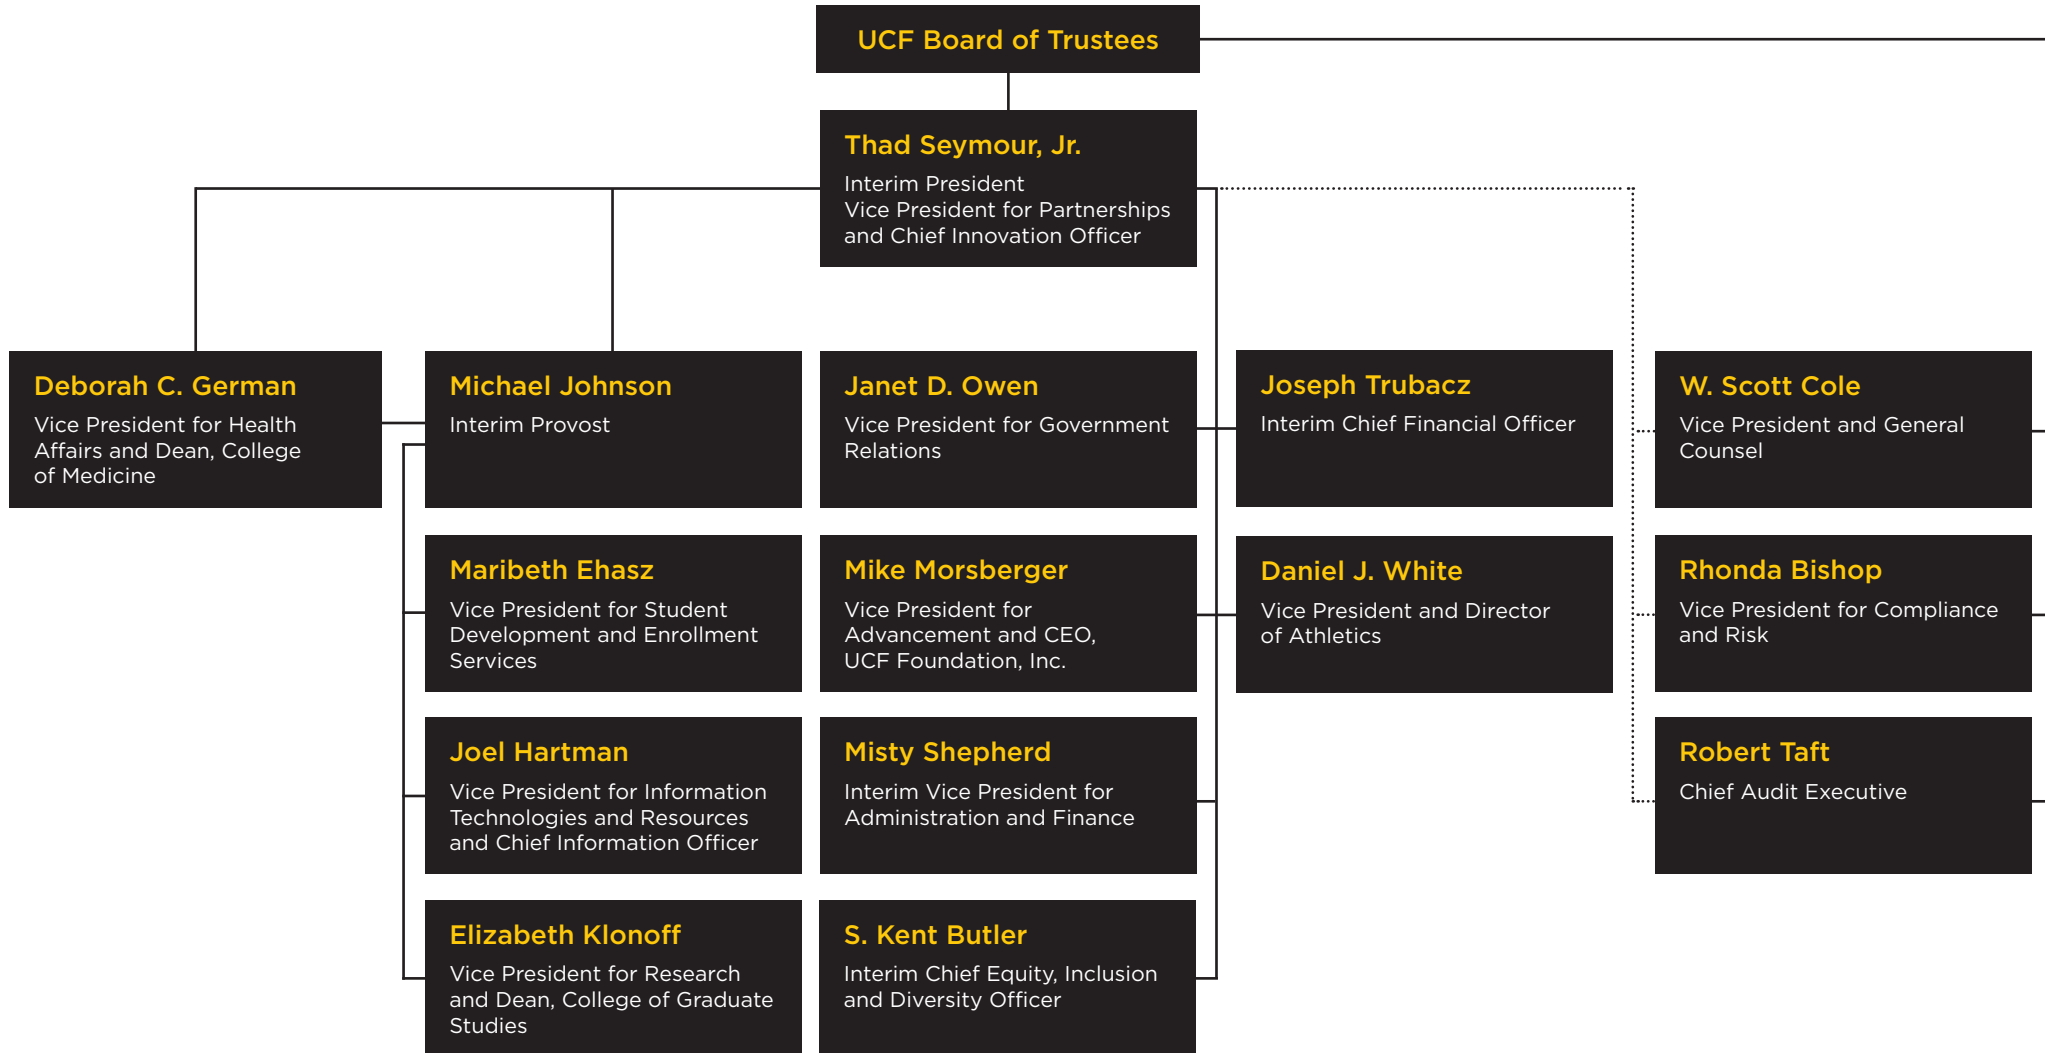 UCF Board of Trustees
Thad Seymour, Jr.
Interim President
Vice President for Partnerships
and Chief Innovation Officer
Deborah C. German
Vice President for Health
Affairs and Dean, College
of Medicine
Michael Johnson
Interim Provost
Janet D. Owen
Vice President for Government
Relations
Joseph Trubacz
Interim Chief Financial Officer
W. Scott Cole
Vice President and General
Counsel
Maribeth Ehasz
Vice President for Student
Development and Enrollment
Services
Mike Morsberger
Vice President for
Advancement and CEO,
UCF Foundation, Inc.
Daniel J. White
Vice President and Director
of Athletics
Rhonda Bishop
Vice President for Compliance
and Risk
Joel Hartman
Vice President for Information
Technologies and Resources
and Chief Information Officer
Misty Shepherd
Interim Vice President for
Administration and Finance
Robert Taft
Chief Audit Executive
Elizabeth Klonoff
Vice President for Research
and Dean, College of Graduate
Studies
S. Kent Butler
Interim Chief Equity, Inclusion
and Diversity Officer